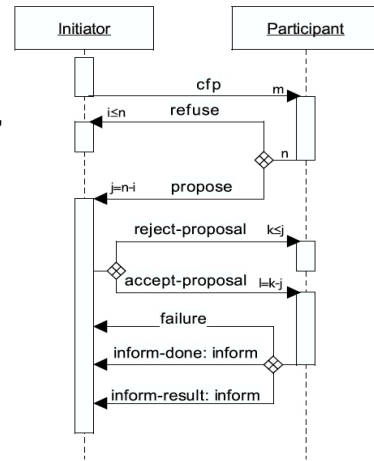 Initiator
Participant
cfp
m
i≤n
refuse
n
j=n-i
propose
reject-proposal
k≤j
accept-proposal
l=k-j
failure
inform-done: inform
inform-result: inform